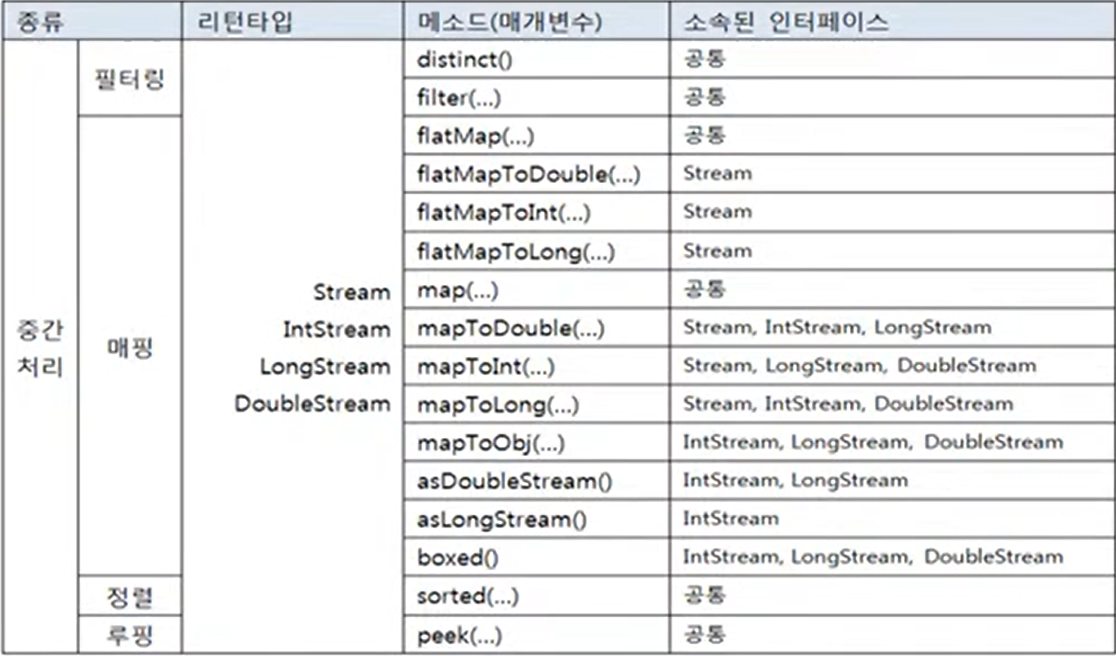 종류 리턴타입 메소드(매개변수) 소속된 인터페이스
중간
처리
필터링 distinct() 공통
filter(...) 공통
매핑 flatMap(...) 공통
flatMapToDouble(...) Stream
flatMapToInt(...) Stream
flatMapToLong(...) Stream
Stream map(...) 공통
IntStream mapToDouble(...) Stream, IntStream, LongStream
LongStream mapToInt(...) Stream, LongStream, DoubleStream
DoubleStream mapToLong(...) Stream, IntStream, DoubleStream
mapToObj(...) IntStream, LongStream, DoubleStream
asDoubleStream() IntStream, LongStream
asLongStream() IntStream
boxed() IntStream, LongStream, DoubleStream
정렬 sorted(...) 공통
루핑 peek(...) 공통